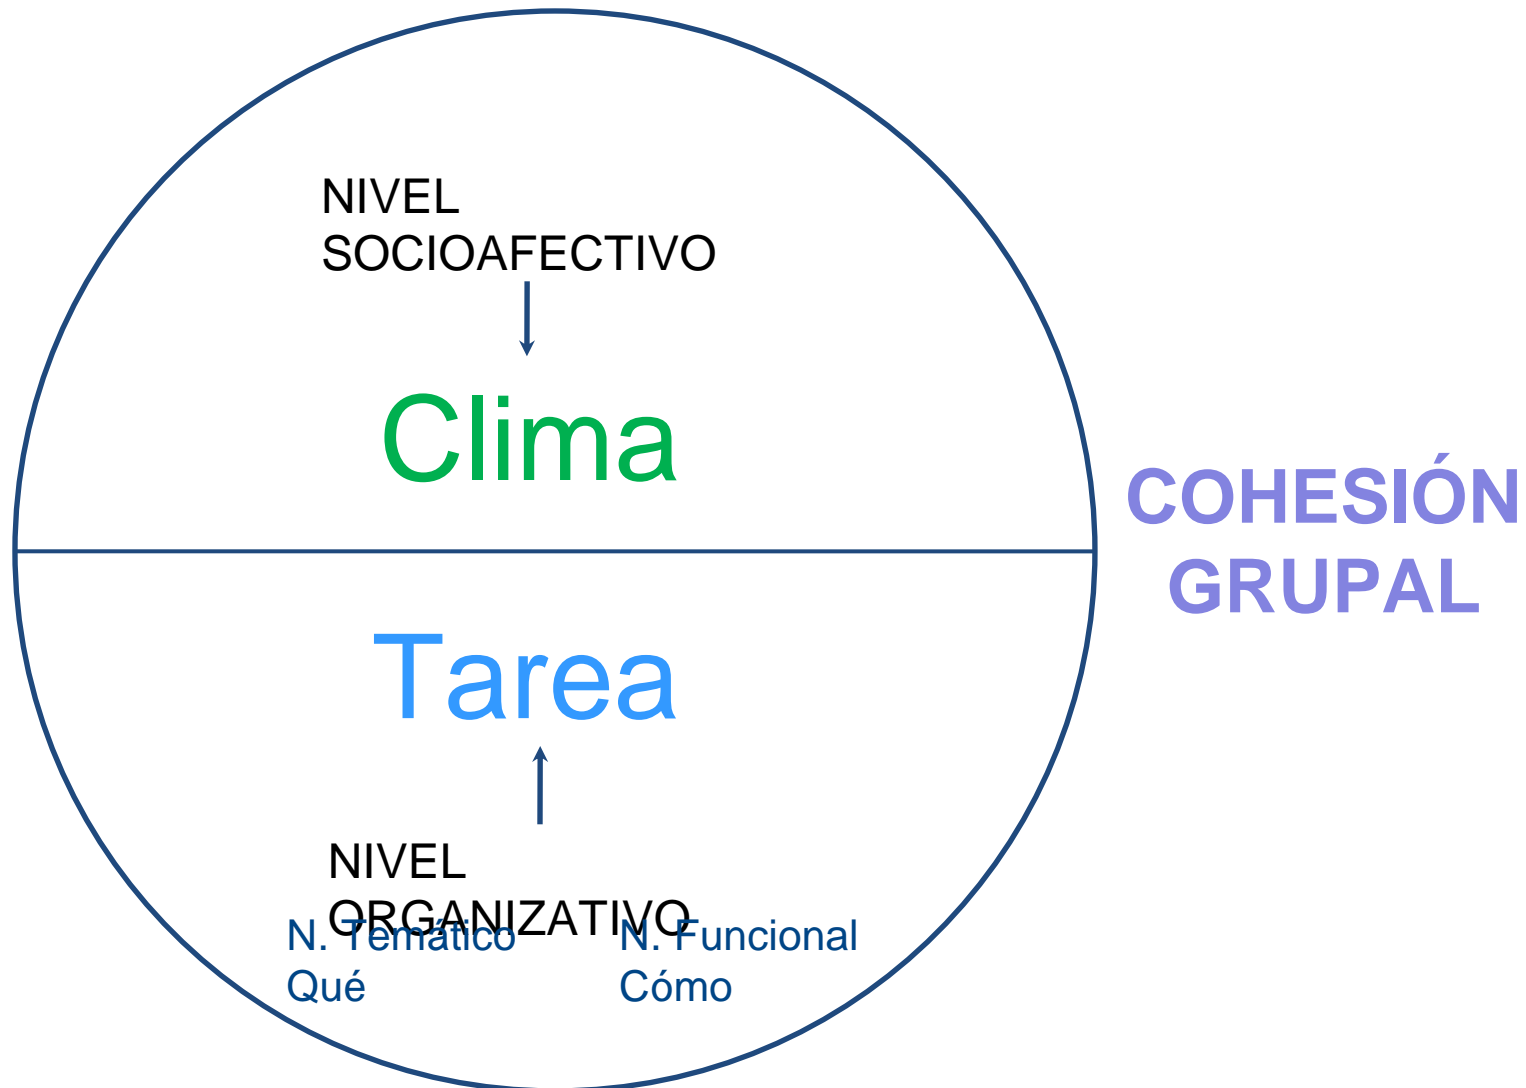 NIVEL
SOCIOAFECTIVO
Clima
COHESIÓN
GRUPAL
Tarea
NIVEL
ORGANIZATIVO
N. Temático
Qué
N. Funcional
Cómo